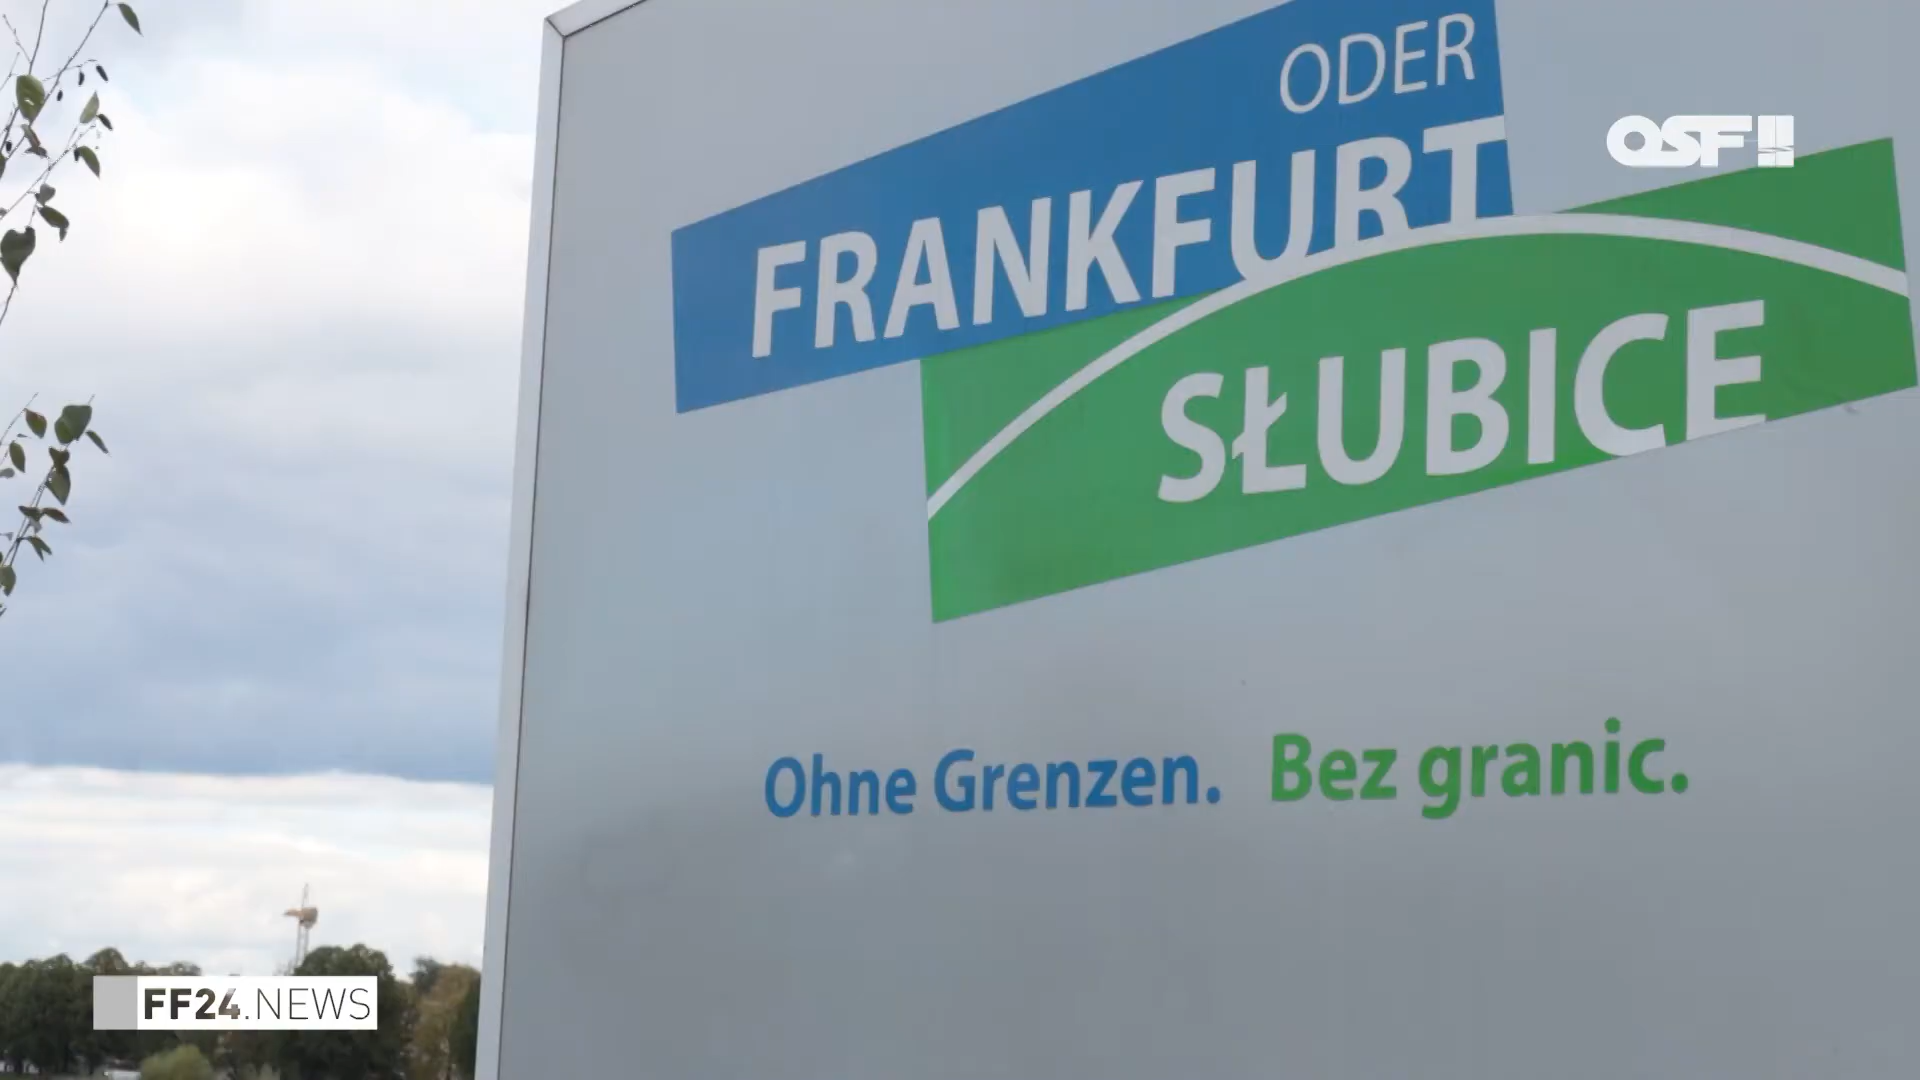 ODER
OSF
FRANKFURT
SŁUBICE
Ohne Grenzen. Bez granic.
FF24.NEWS